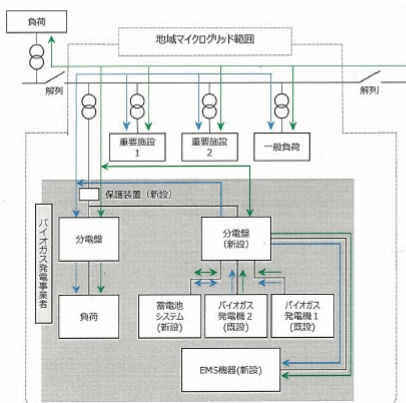 負荷
地域マイクログリッド範囲
解列
解列
重要施設
1
重要施設
2
一般負荷
保護装置（新設）
バイオガス発電事業者
分電盤
分電盤
(新設)
負荷
蓄電池
システム
(新設)
バイオガス
発電機2
(既設)
バイオガス
発電機1
(既設)
EMS機器(新設)